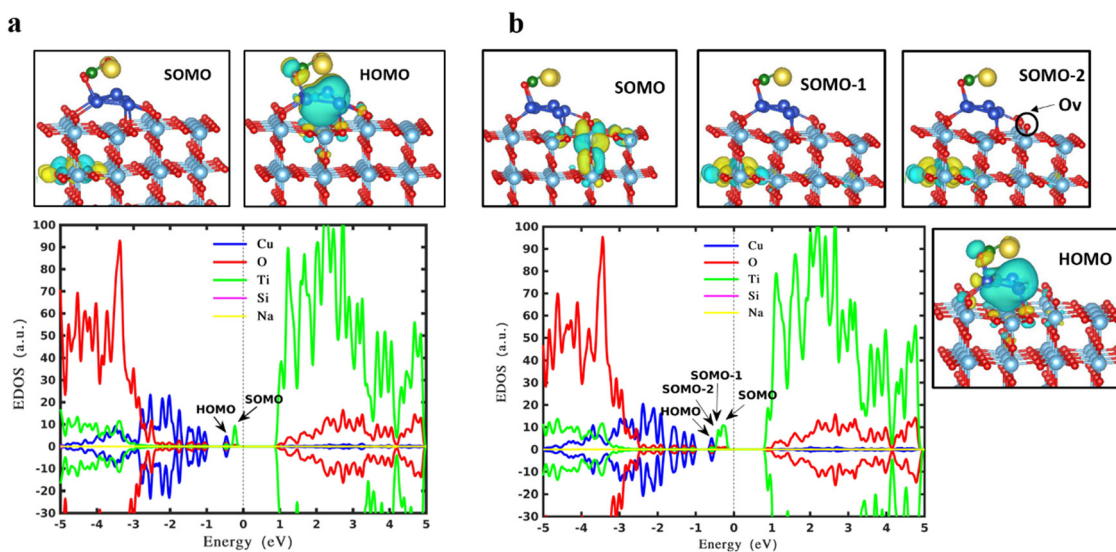 a
SOMO
HOMO
b
SOMO
SOMO-1
SOMO-2
Ov
HOMO
EDOS (a.u.)
100
90
80
70
60
50
40
30
20
10
0
-10
-20
-30
Cu
O
Ti
Si
Na
HOMO
SOMO
-5 -4 -3 -2 -1 0 1 2 3 4 5
Energy (eV)
EDOS (a.u.)
100
90
80
70
60
50
40
30
20
10
0
-10
-20
-30
Cu
O
Ti
Si
Na
SOMO-1
SOMO-2
SOMO
HOMO
-5 -4 -3 -2 -1 0 1 2 3 4 5
Energy (eV)